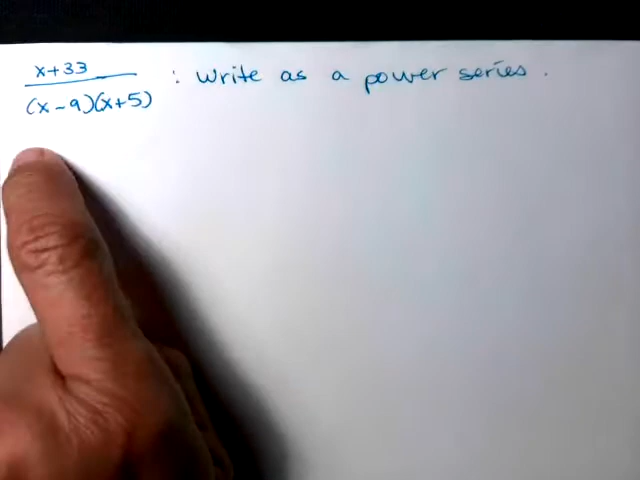 x+33
(x-9)(x+5) : Write as a power series.